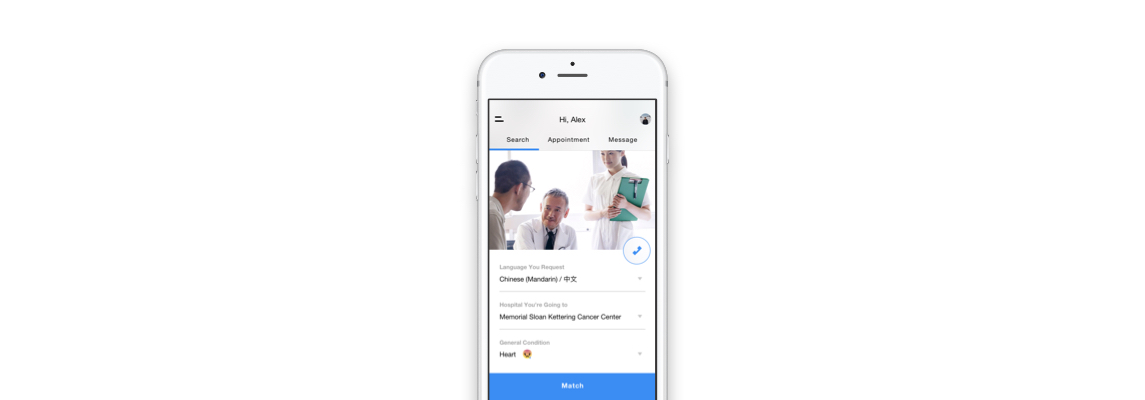 Hi, Alex
Search Appointment Message
Language You Request
Chinese (Mandarin) / 中文
Hospital You're Going to
Memorial Sloan Kettering Cancer Center
General Condition
Heart
Match